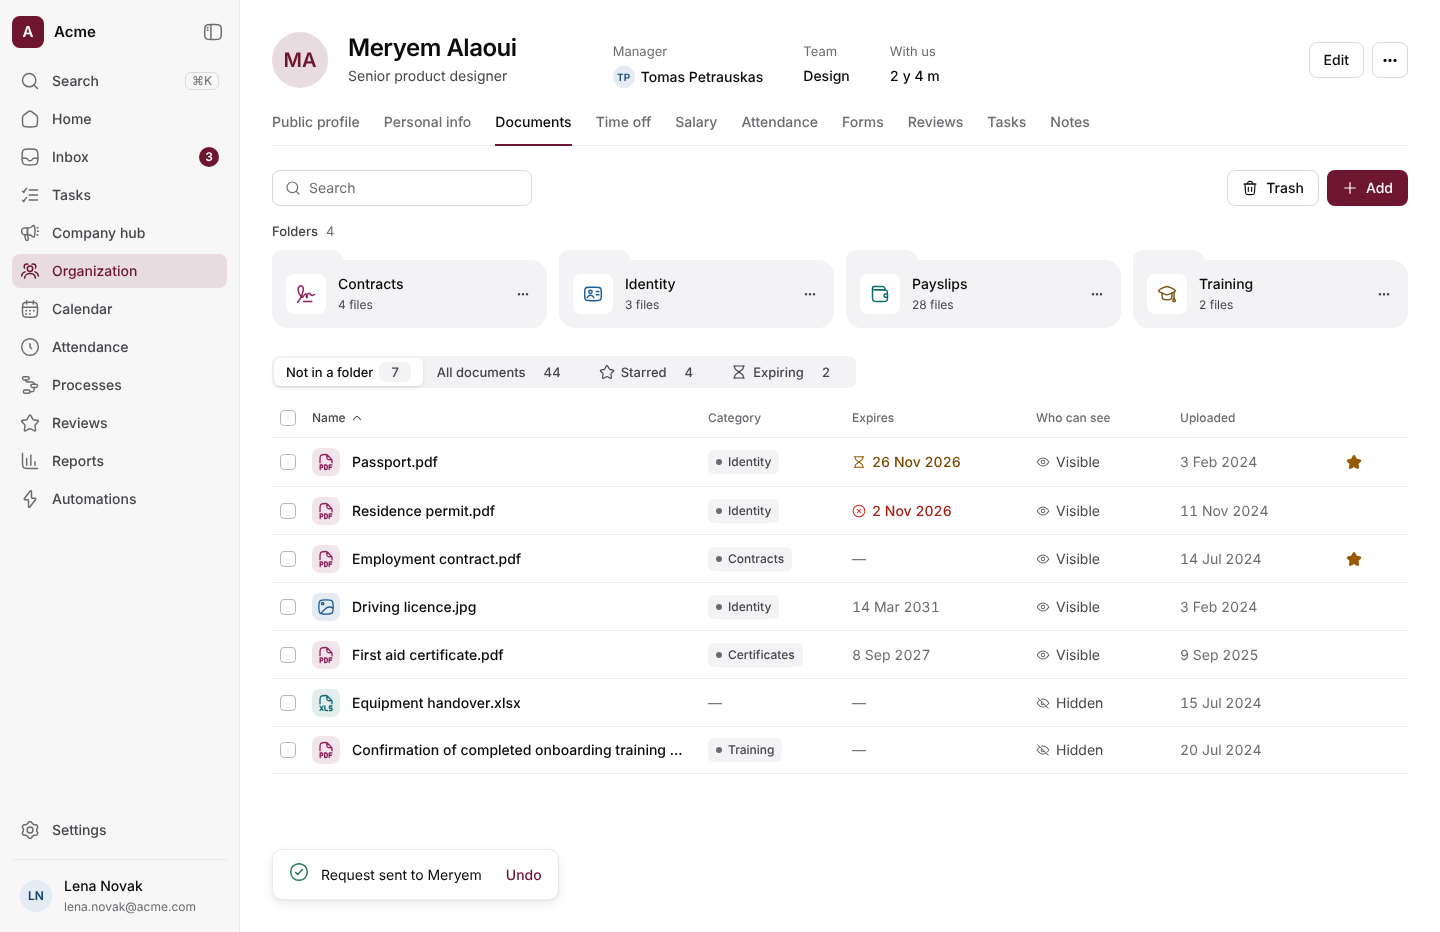 A Acme
Search ⌘K
Home
Inbox 3
Tasks
Company hub
Organization
Calendar
Attendance
Processes
Reviews
Reports
Automations
Settings
LN Lena Novak
lena.novak@acme.com
MA
Meryem Alaoui
Senior product designer
Manager
TP Tomas Petrauskas
Team
Design
With us
2 y 4 m
Edit
Public profile Personal info Documents Time off Salary Attendance Forms Reviews Tasks Notes
Search
Trash
Add
Folders 4
Contracts
4 files
Identity
3 files
Payslips
28 files
Training
2 files
Not in a folder 7 All documents 44 Starred 4 Expiring 2
Name Category Expires Who can see Uploaded
PDF Passport.pdf Identity 26 Nov 2026 Visible 3 Feb 2024
PDF Residence permit.pdf Identity 2 Nov 2026 Visible 11 Nov 2024
PDF Employment contract.pdf Contracts — Visible 14 Jul 2024
Driving licence.jpg Identity 14 Mar 2031 Visible 3 Feb 2024
PDF First aid certificate.pdf Certificates 8 Sep 2027 Visible 9 Sep 2025
XLS Equipment handover.xlsx — — Hidden 15 Jul 2024
PDF Confirmation of completed onboarding training ... Training — Hidden 20 Jul 2024
Request sent to Meryem Undo